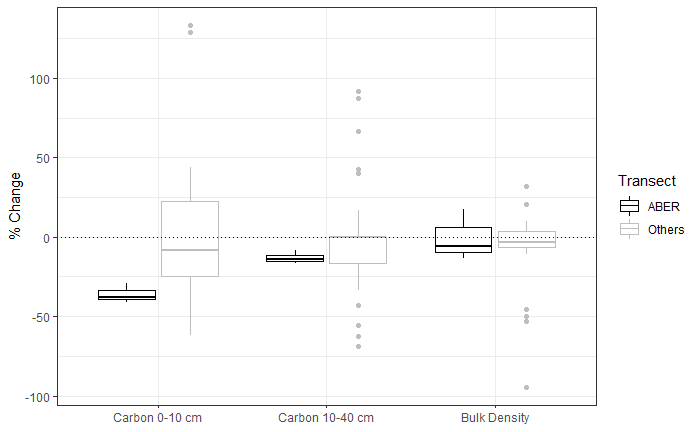 % Change
100
50
0
-50
-100
Carbon 0-10 cm
Carbon 10-40 cm
Bulk Density
Transect
ABER
Others